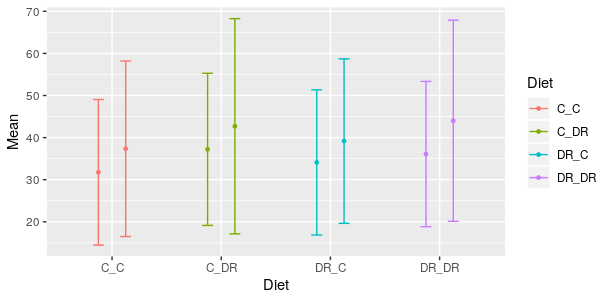 70
60
50
40
30
20
Mean
C_C
C_DR
DR_C
DR_DR
Diet
Diet
C_C
C_DR
DR_C
DR_DR